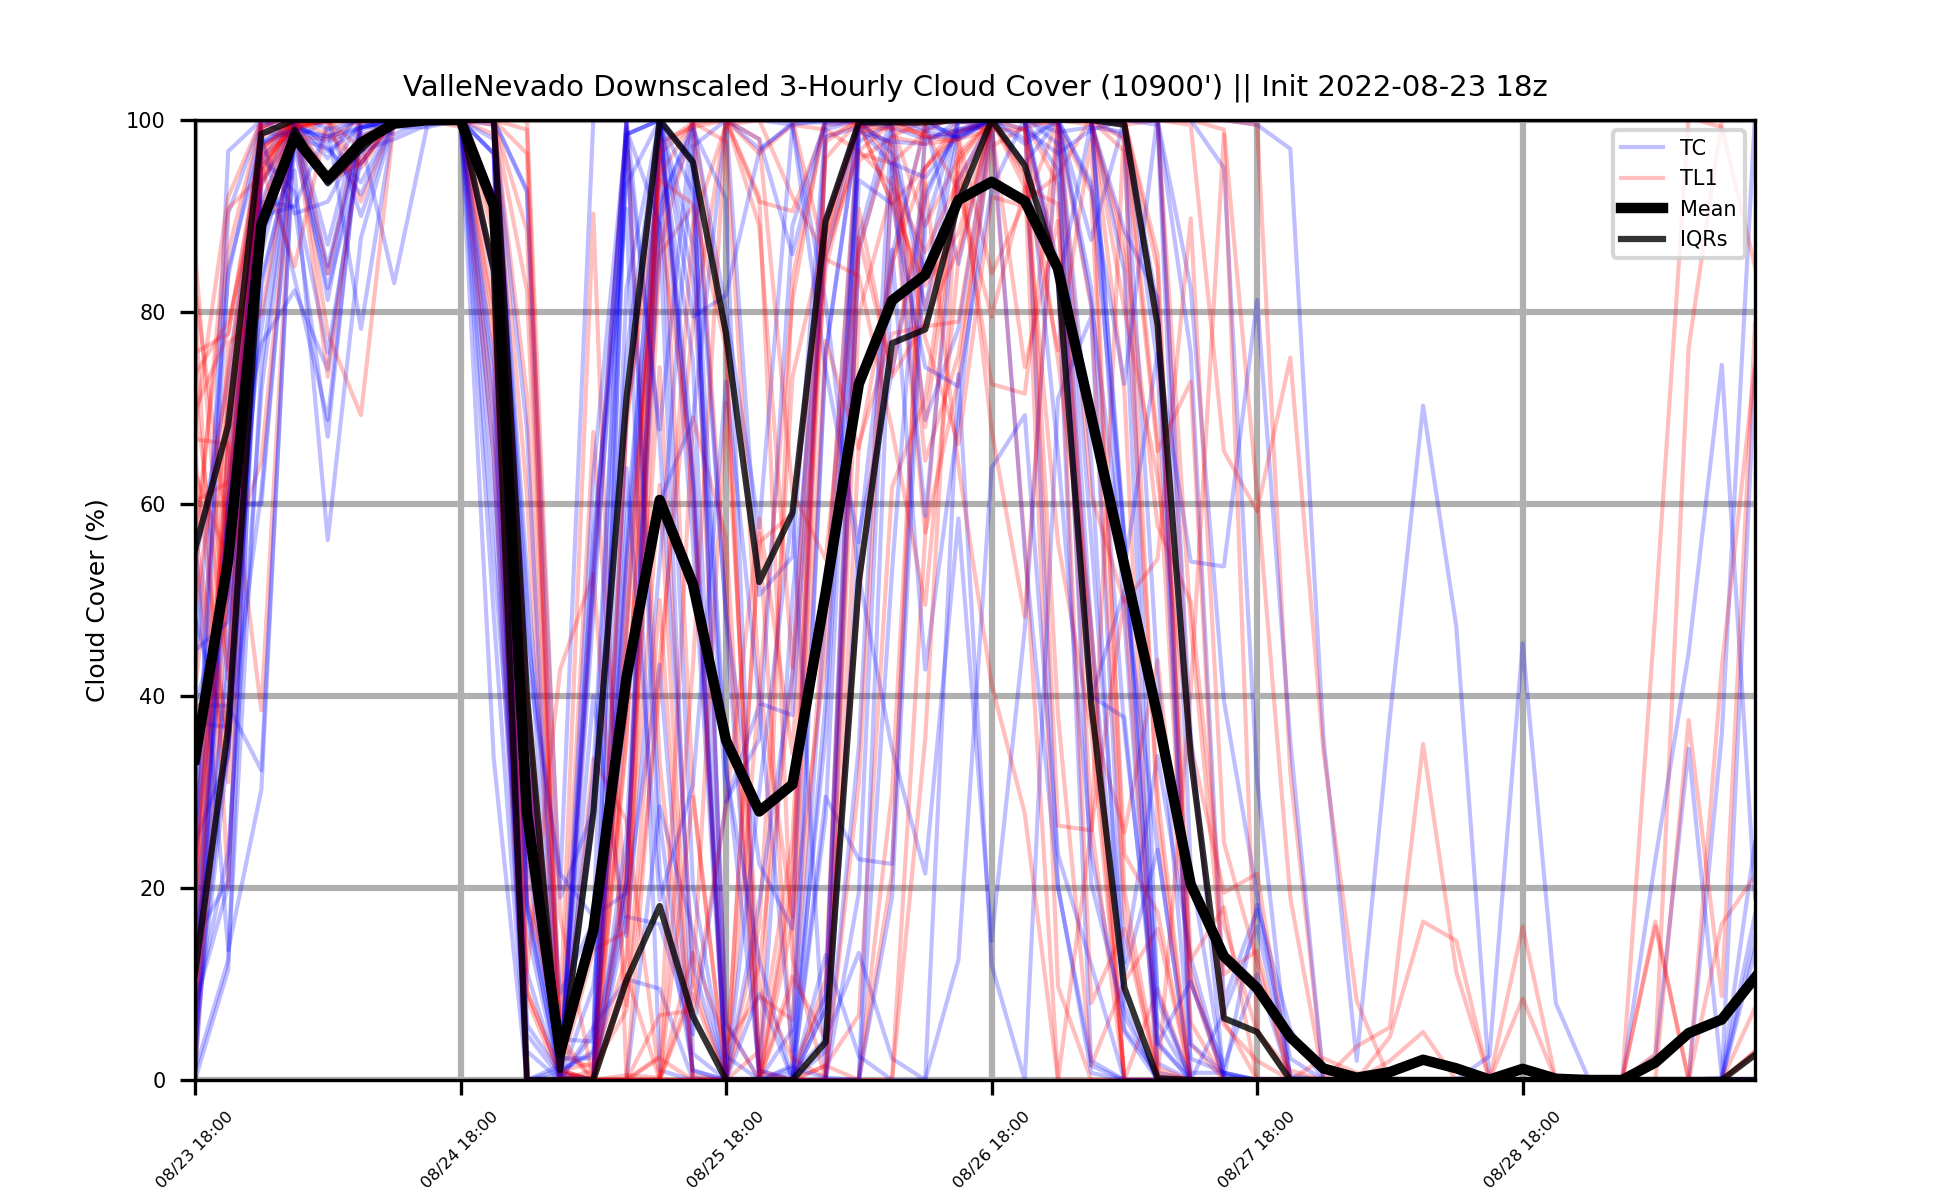 ValleNevado Downscaled 3-Hourly Cloud Cover (10900') || Init 2022-08-23 18z
TC
TL1
Mean
IQRs
Cloud Cover (%)
100
80
60
40
20
0
08/23 18:00
08/24 18:00
08/25 18:00
08/26 18:00
08/27 18:00
08/28 18:00